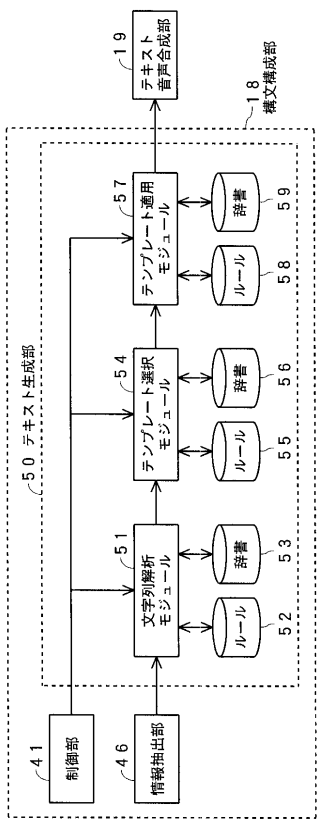 50 テキスト生成部
18
構文構成部
41
制御部
46
情報抽出部
51
文字列解析
モジュール
ルール
52
辞書
53
54
テンプレート選択
モジュール
ルール
55
辞書
56
57
テンプレート適用
モジュール
ルール
58
辞書
59
19
テキスト
音声合成部